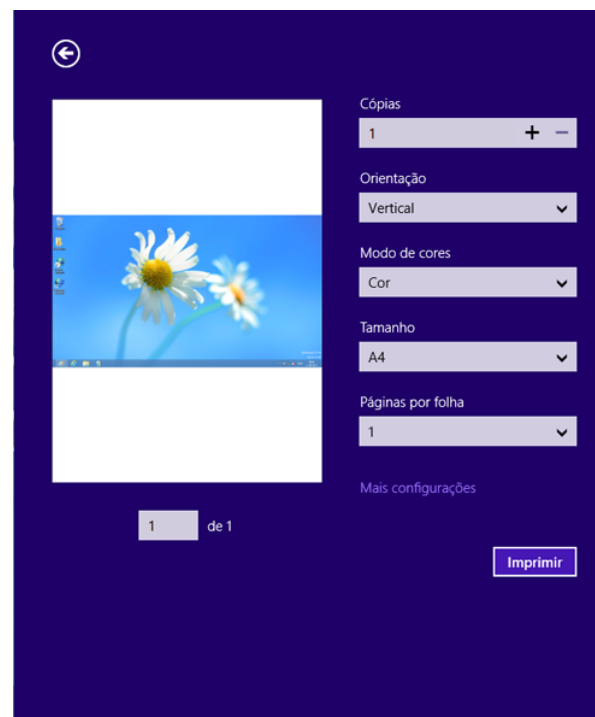 Cópias
1
Orientação
Vertical
Modo de cores
Cor
Tamanho
A4
Páginas por folha
1
Mais configurações
1 de 1
Imprimir